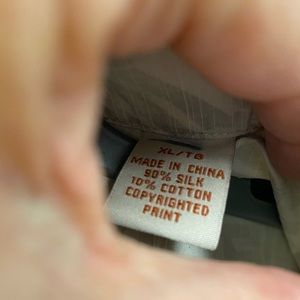 XL/TG
MADE IN CHINA
90% SILK
10% COTTON
COPYRIGHTED
PRINT